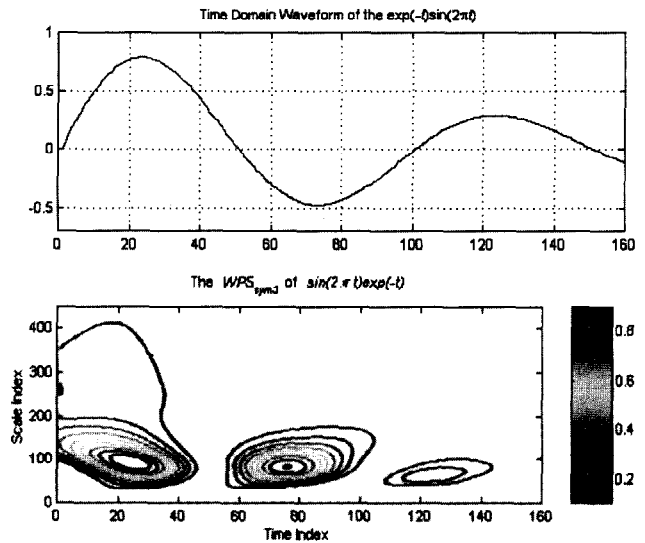 Time Domain Waveform of the exp(-t)sin(2πt)
1
0.5
0
-0.5
0 20 40 60 80 100 120 140 160
The WPS of sin(2 π t)exp(-t)
400
300
200
100
0
Scale Index
0 20 40 60 80 100 120 140 160
Time Index
0.8
0.6
0.4
0.2